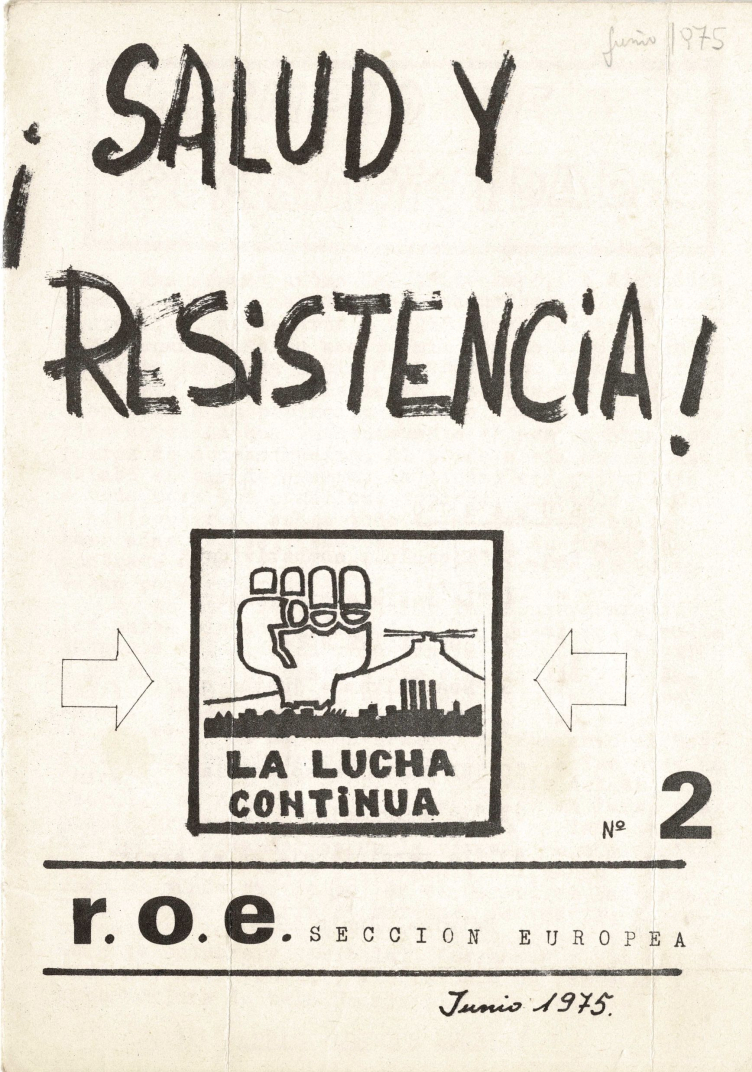 junio 1975
¡SALUD Y
RESiSTENCiA!
LA LUCHA
CONTiNUA
Nº 2
r.o.e. SECCION EUROPEA
Junio 1975.